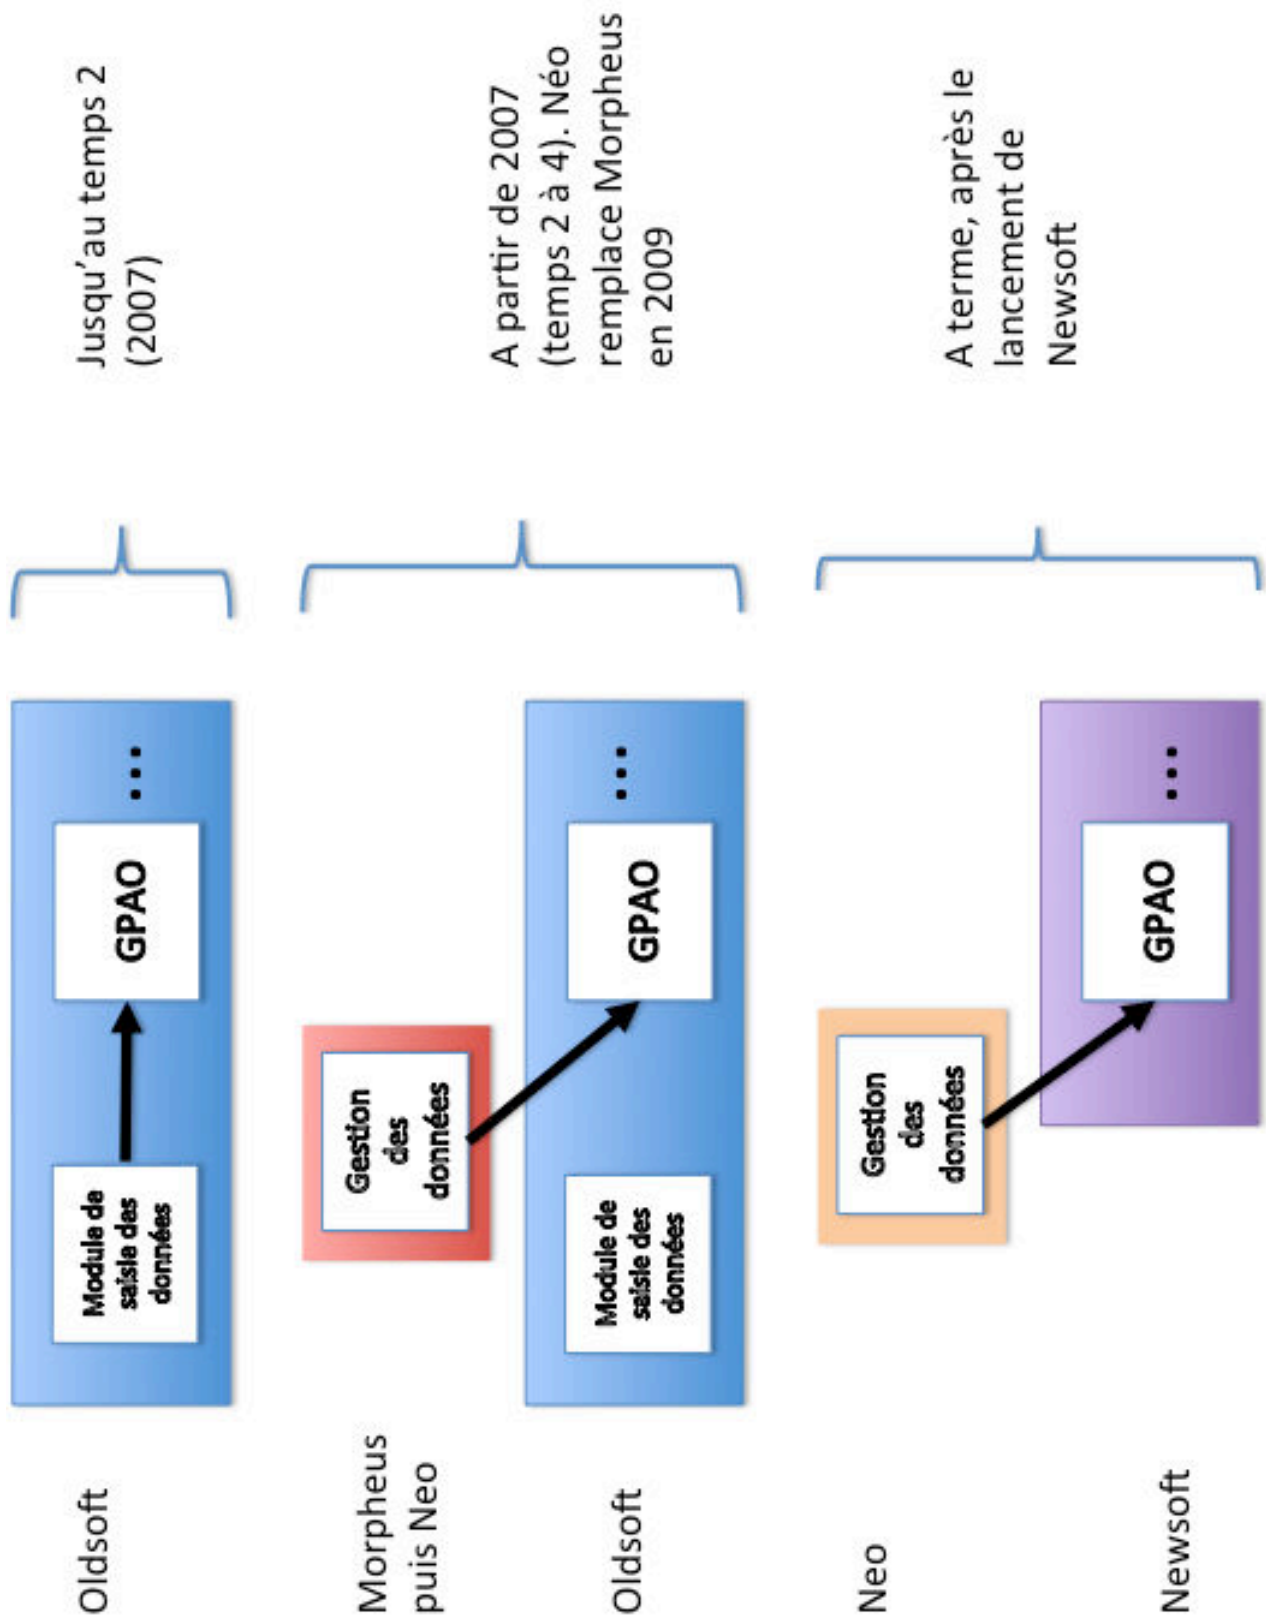 Oldsoft
Module de
saisie des
données
GPAO
...
Jusqu'au temps 2
(2007)
Morpheus
puis Neo
Gestion
des
données
Oldsoft
Module de
saisie des
données
GPAO
...
A partir de 2007
(temps 2 à 4). Néo
remplace Morpheus
en 2009
Neo
Gestion
des
données
Newsoft
GPAO
...
A terme, après le
lancement de
Newsoft